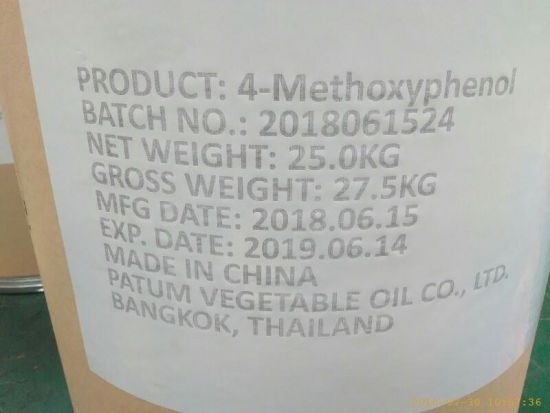 PRODUCT: 4-Methoxyphenol
BATCH NO.: 2018061524
NET WEIGHT: 25.0KG
GROSS WEIGHT: 27.5KG
MFG DATE: 2018.06.15
EXP. DATE: 2019.06.14
MADE IN CHINA
PATUM VEGETABLE OIL CO., LTD.
BANGKOK, THAILAND